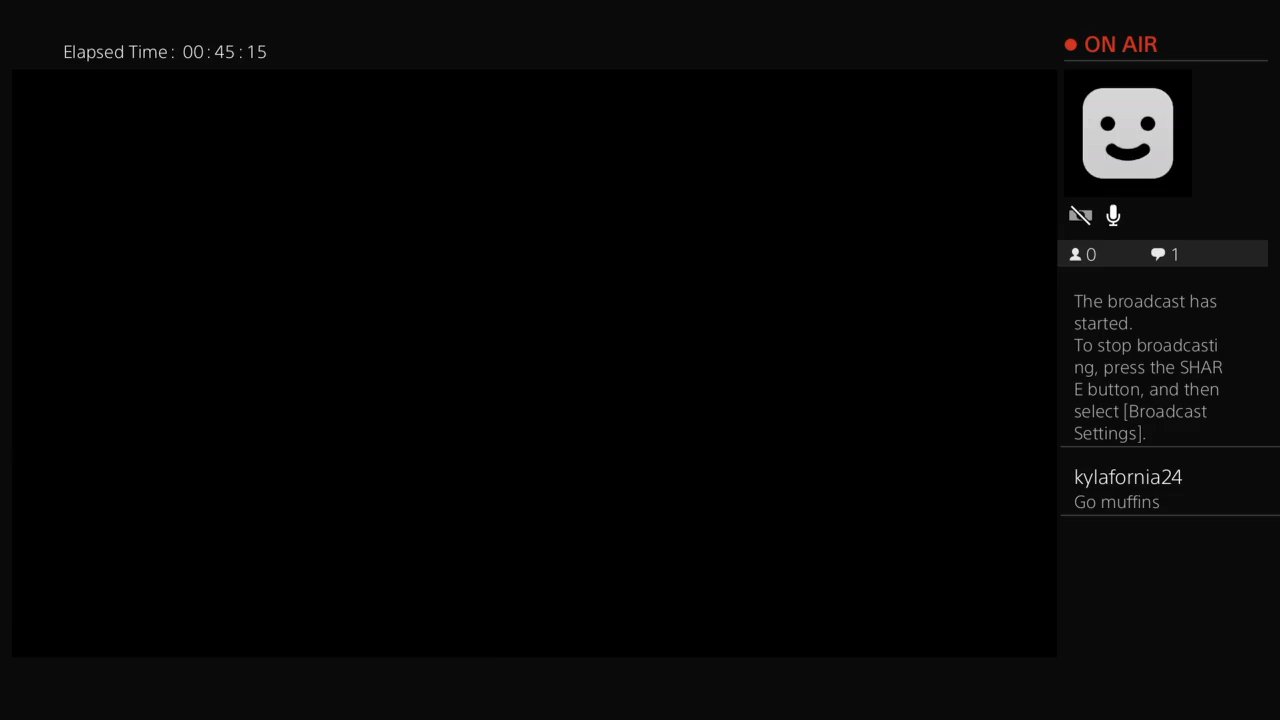 Elapsed Time: 00:45:15
ON AIR
0
1
The broadcast has
started.
To stop broadcasti
ng, press the SHAR
E button, and then
select [Broadcast
Settings].
kylafornia24
Go muffins